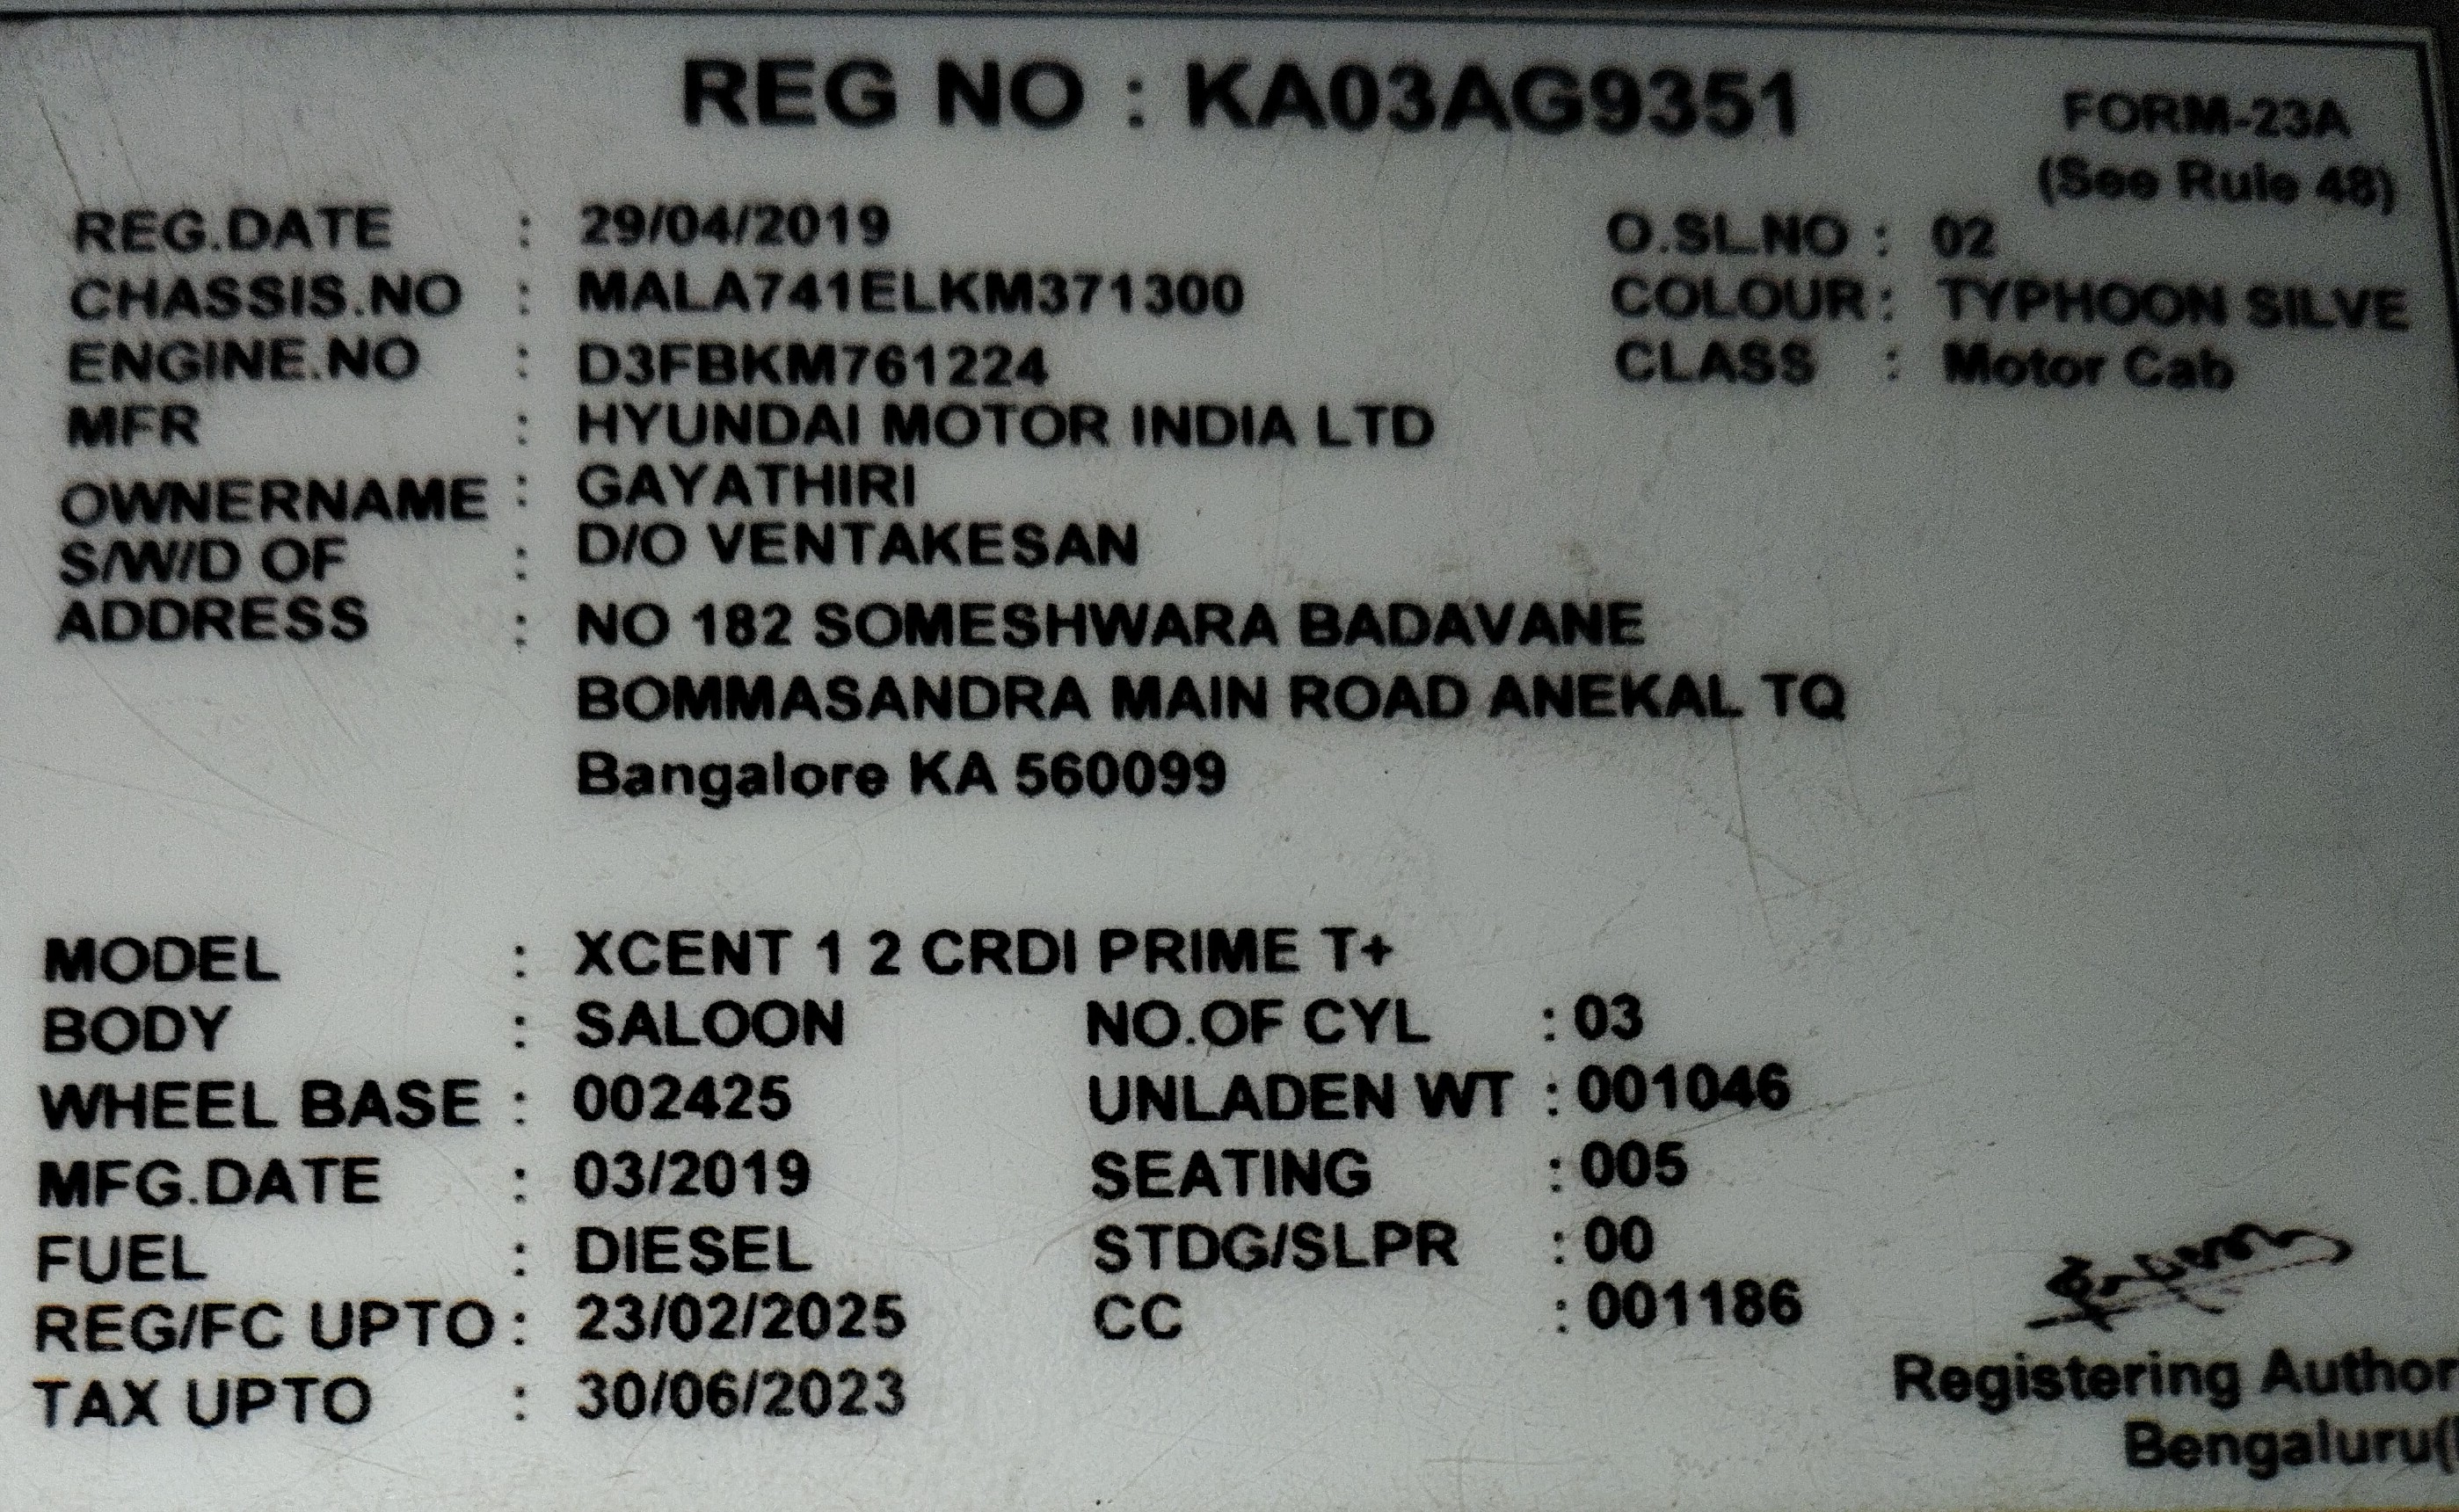 REG NO : KA03AG9351
FORM-23A
(See Rule 48)
REG.DATE : 29/04/2019 O.SL.NO : 02
CHASSIS.NO : MALA741ELKM371300 COLOUR : TYPHOON SILVE
ENGINE.NO : D3FBKM761224 CLASS : Motor Cab
MFR : HYUNDAI MOTOR INDIA LTD
OWNERNAME : GAYATHIRI
S/W/D OF : D/O VENTAKESAN
ADDRESS : NO 182 SOMESHWARA BADAVANE
BOMMASANDRA MAIN ROAD ANEKAL TQ
Bangalore KA 560099
MODEL : XCENT 1 2 CRDI PRIME T+
BODY : SALOON NO.OF CYL : 03
WHEEL BASE : 002425 UNLADEN WT : 001046
MFG.DATE : 03/2019 SEATING : 005
FUEL : DIESEL STDG/SLPR : 00
REG/FC UPTO : 23/02/2025 CC : 001186
TAX UPTO : 30/06/2023
Registering Author
Bengaluru(